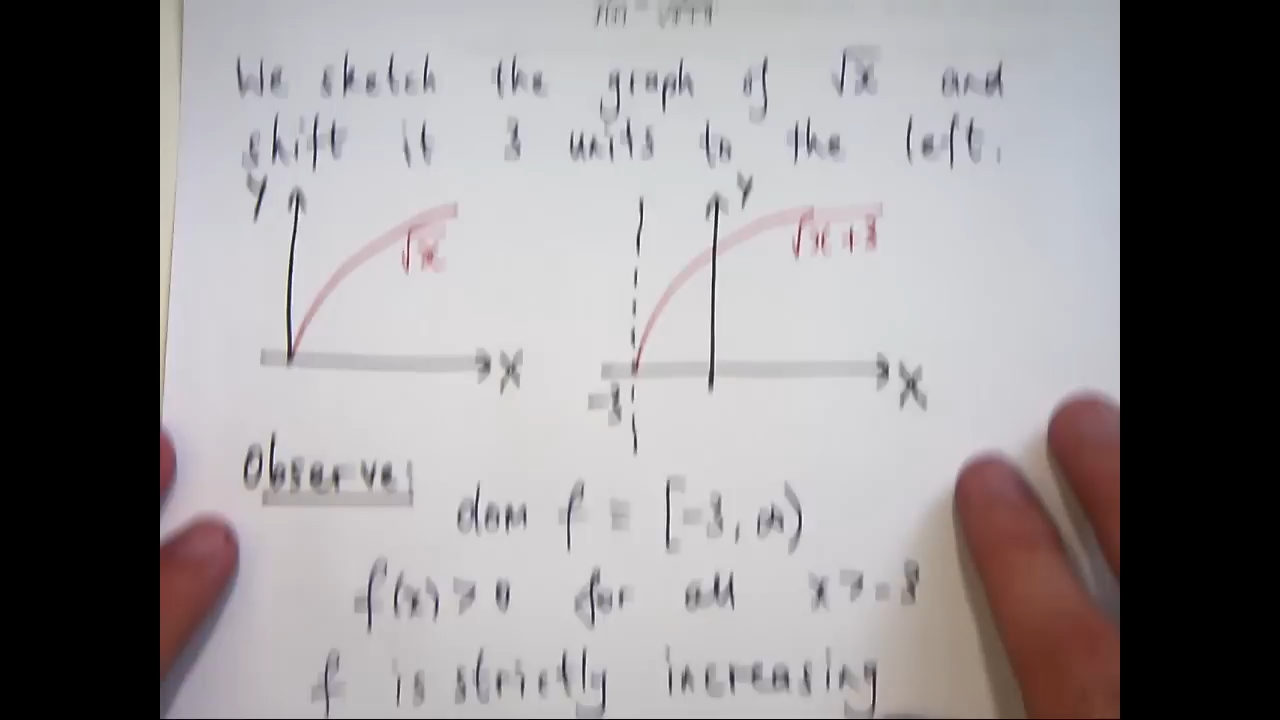 We sketch the graph of √x and
shift it 3 units to the left.
Y Y
√x √x+3
X X
-3
Observe:
dom f = [-3, ∞)
f(x) > 0 for all x > -3
f is strictly increasing